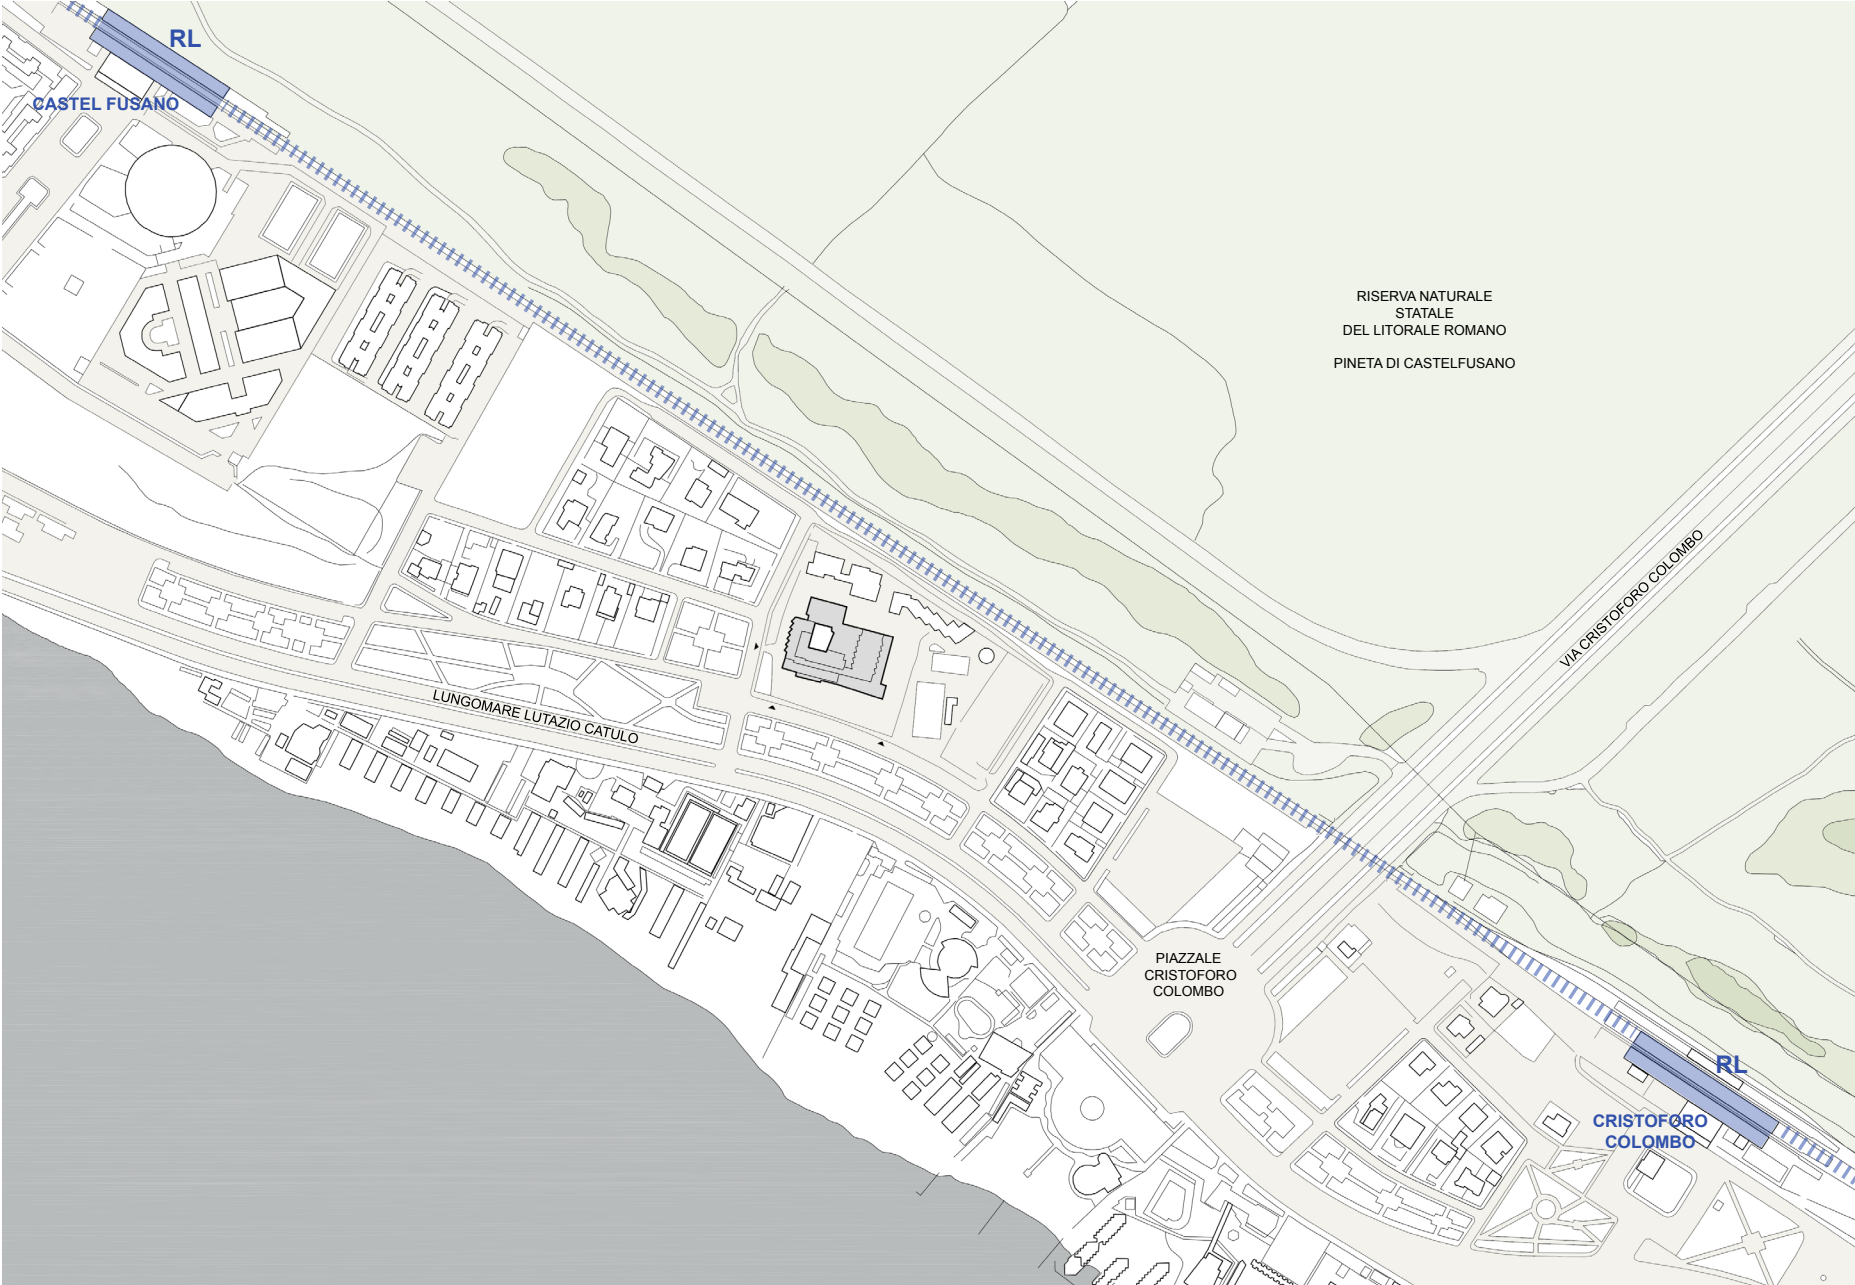 RL
CASTEL FUSANO
RISERVA NATURALE
STATALE
DEL LITORALE ROMANO
PINETA DI CASTELFUSANO
VIA CRISTOFORO COLOMBO
LUNGOMARE LUTAZIO CATULO
PIAZZALE
CRISTOFORO
COLOMBO
RL
CRISTOFORO
COLOMBO